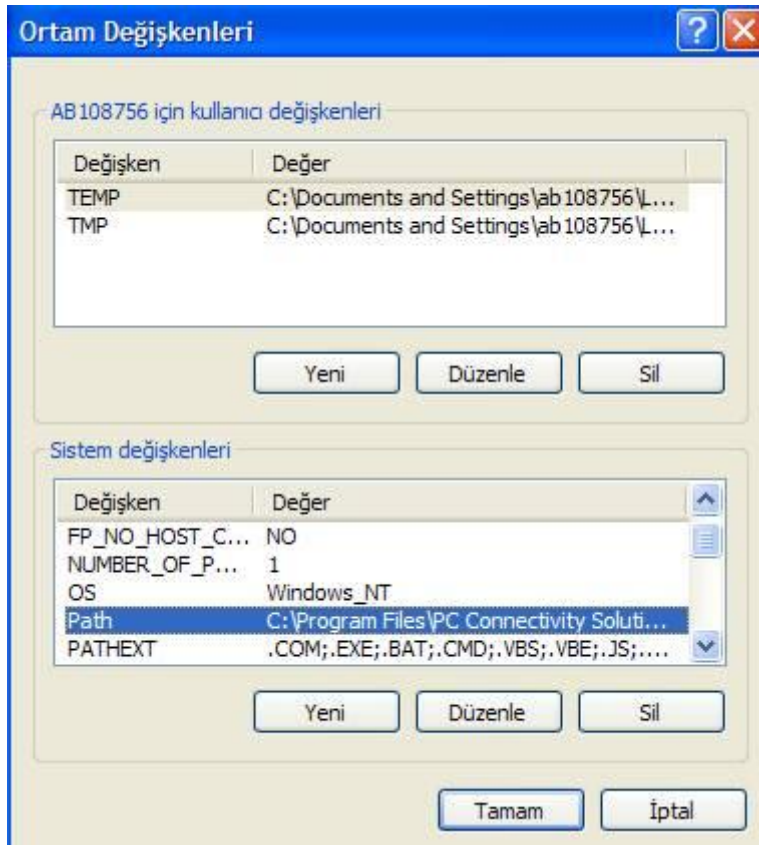 Ortam Değişkenleri
AB108756 için kullanıcı değişkenleri
Değişken Değer
TEMP C:\Documents and Settings\ab108756\L...
TMP C:\Documents and Settings\ab108756\L...
Yeni Düzenle Sil
Sistem değişkenleri
Değişken Değer
FP_NO_HOST_C... NO
NUMBER_OF_P... 1
OS Windows_NT
Path C:\Program Files\PC Connectivity Soluti...
PATHEXT .COM;.EXE;.BAT;.CMD;.VBS;.VBE;.JS;....
Yeni Düzenle Sil
Tamam İptal